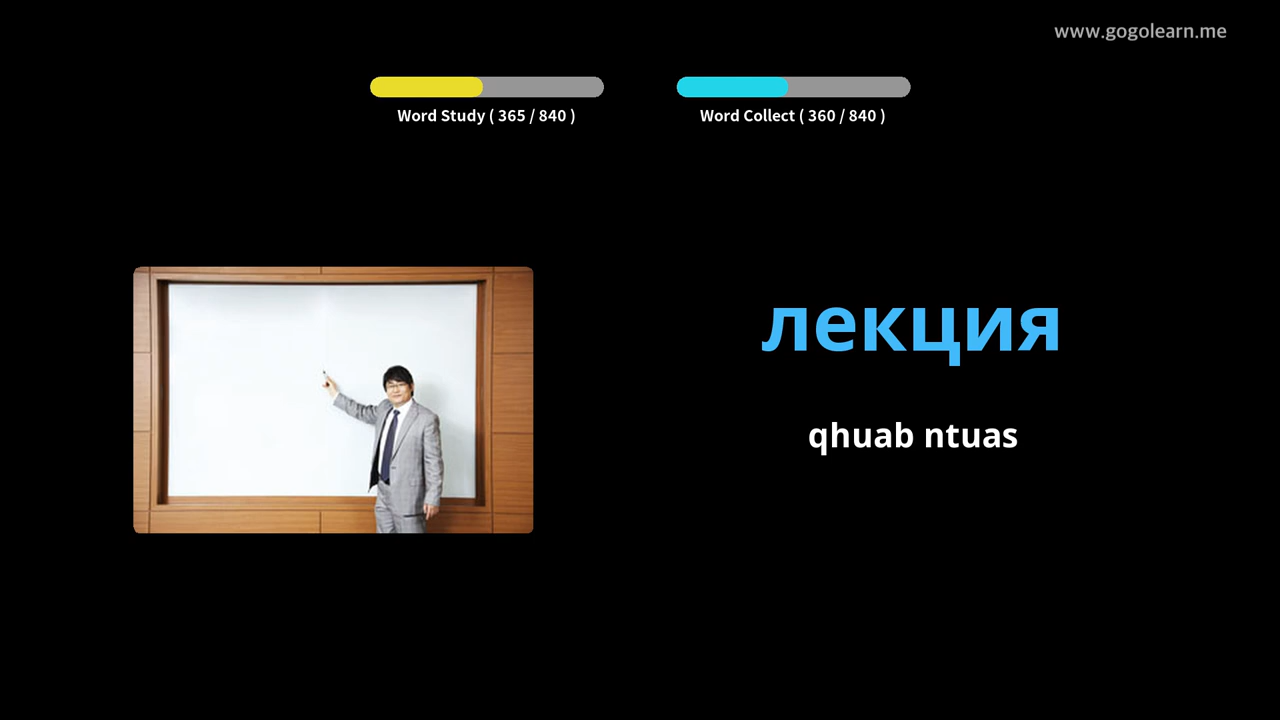 www.gogolearn.me
Word Study ( 365 / 840 )
Word Collect ( 360 / 840 )
лекция
qhuab ntuas